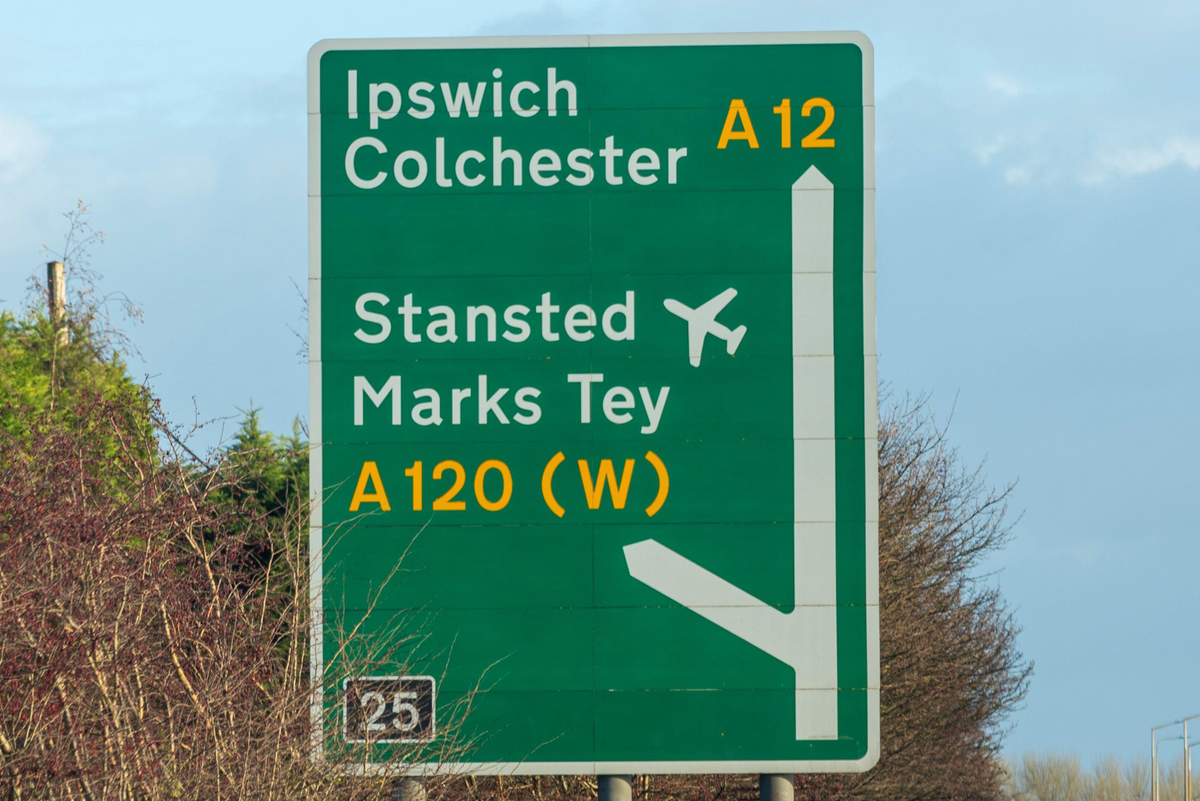 Ipswich
Colchester
A12
Stansted
Marks Tey
A120 (W)
25